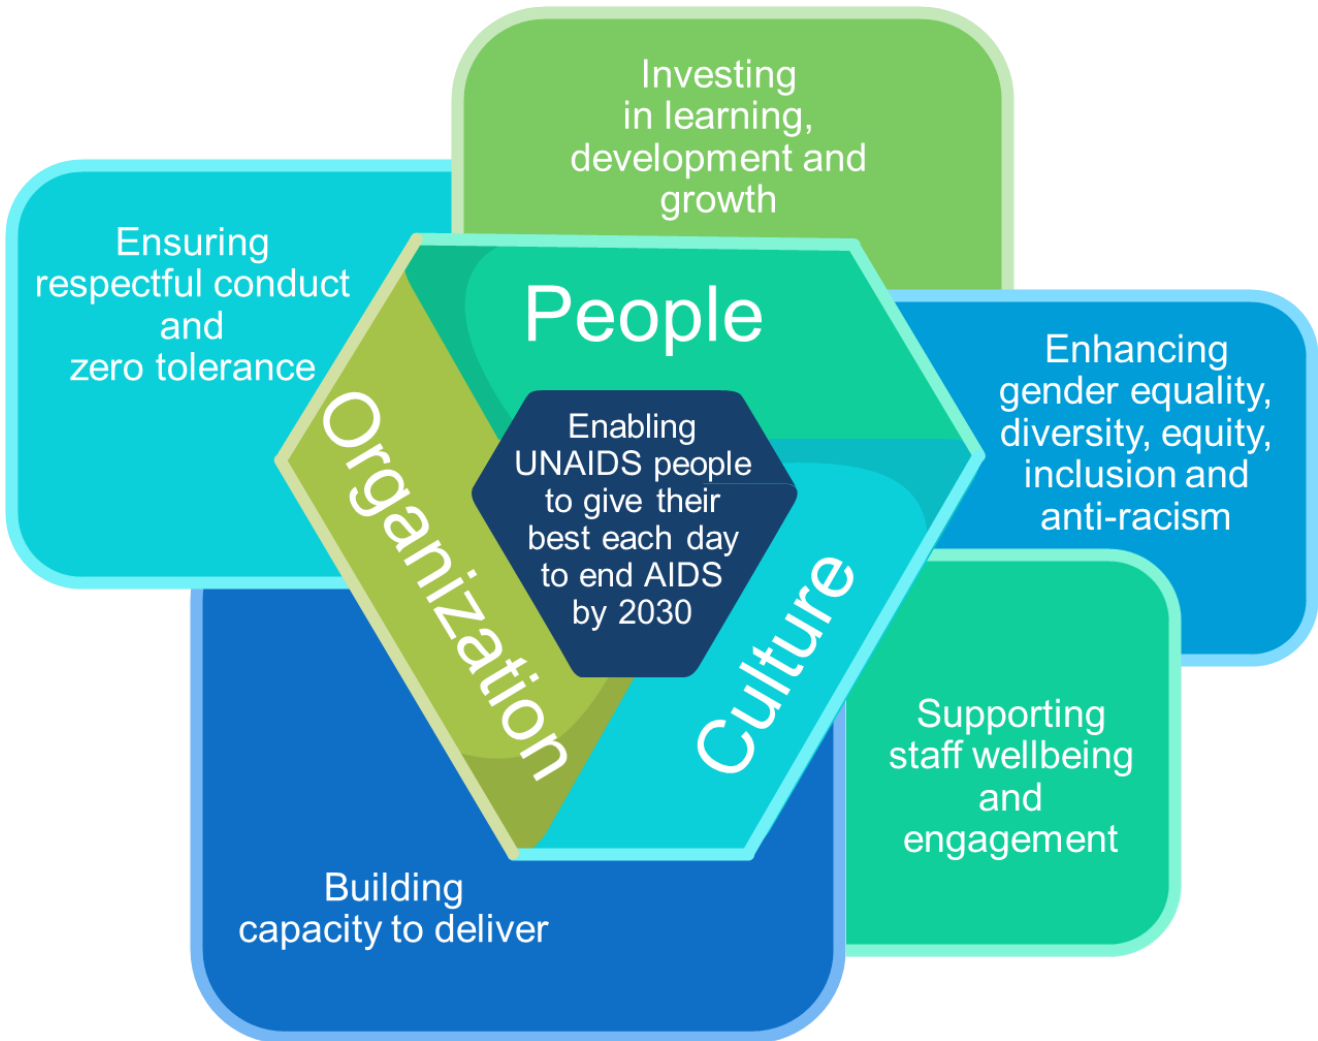 Investing
in learning,
development and
growth
Ensuring
respectful conduct
and
zero tolerance
People
Enhancing
gender equality,
diversity, equity,
inclusion and
anti-racism
Organization
Enabling
UNAIDS people
to give their
best each day
to end AIDS
by 2030
Culture
Supporting
staff wellbeing
and
engagement
Building
capacity to deliver